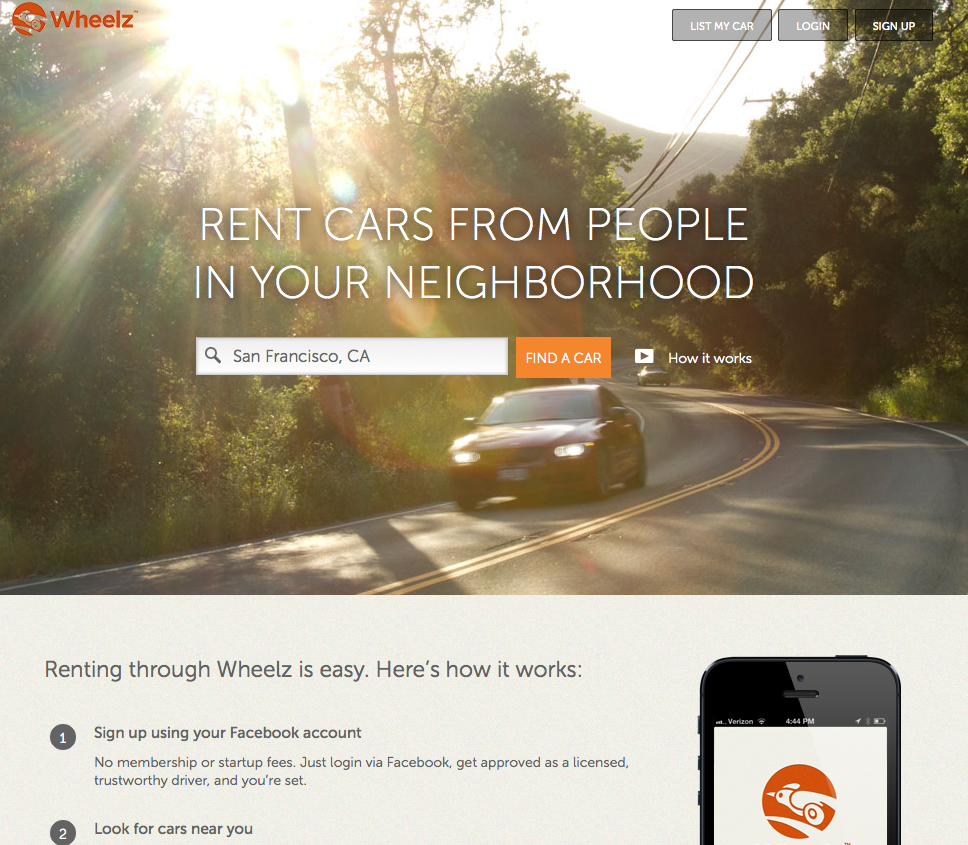 Wheelz™
LIST MY CAR
LOGIN
SIGN UP
RENT CARS FROM PEOPLE
IN YOUR NEIGHBORHOOD
San Francisco, CA
FIND A CAR
How it works
Renting through Wheelz is easy. Here’s how it works:
1
Sign up using your Facebook account
No membership or startup fees. Just login via Facebook, get approved as a licensed,
trustworthy driver, and you’re set.
2
Look for cars near you
Verizon
4:44 PM